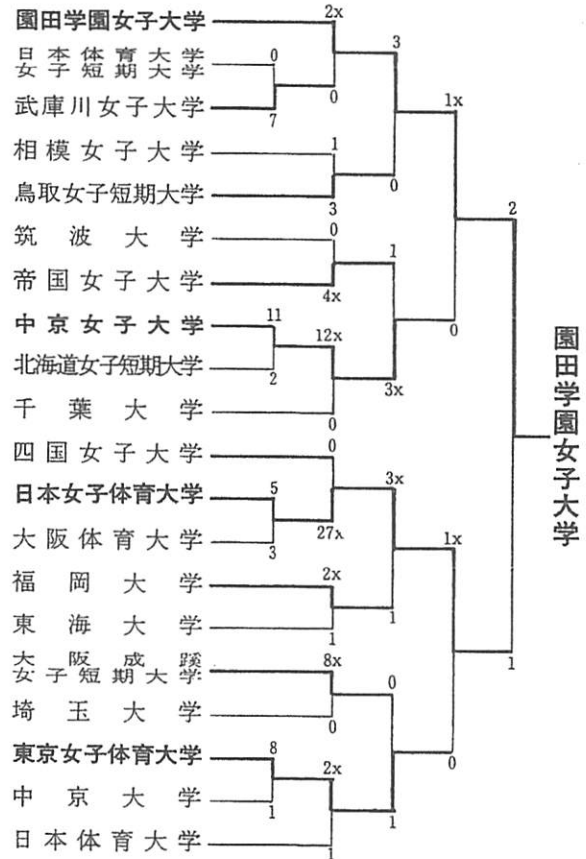 園田学園女子大学
日本体育大学
女子短期大学
武庫川女子大学
相模女子大学
鳥取女子短期大学
筑波大学
帝国女子大学
中京女子大学
北海道女子短期大学
千葉大学
四国女子大学
日本女子体育大学
大阪体育大学
福岡大学
東海大学
大阪成蹊
女子短期大学
埼玉大学
東京女子体育大学
中京大学
日本体育大学
0
7
11
2
5
3
8
1
2x
0
1
3
0
4x
12x
0
0
27x
2x
1
8x
0
2x
1
3
0
1
3x
3x
1
0
1
1x
0
1x
0
2
1
園田学園女子大学